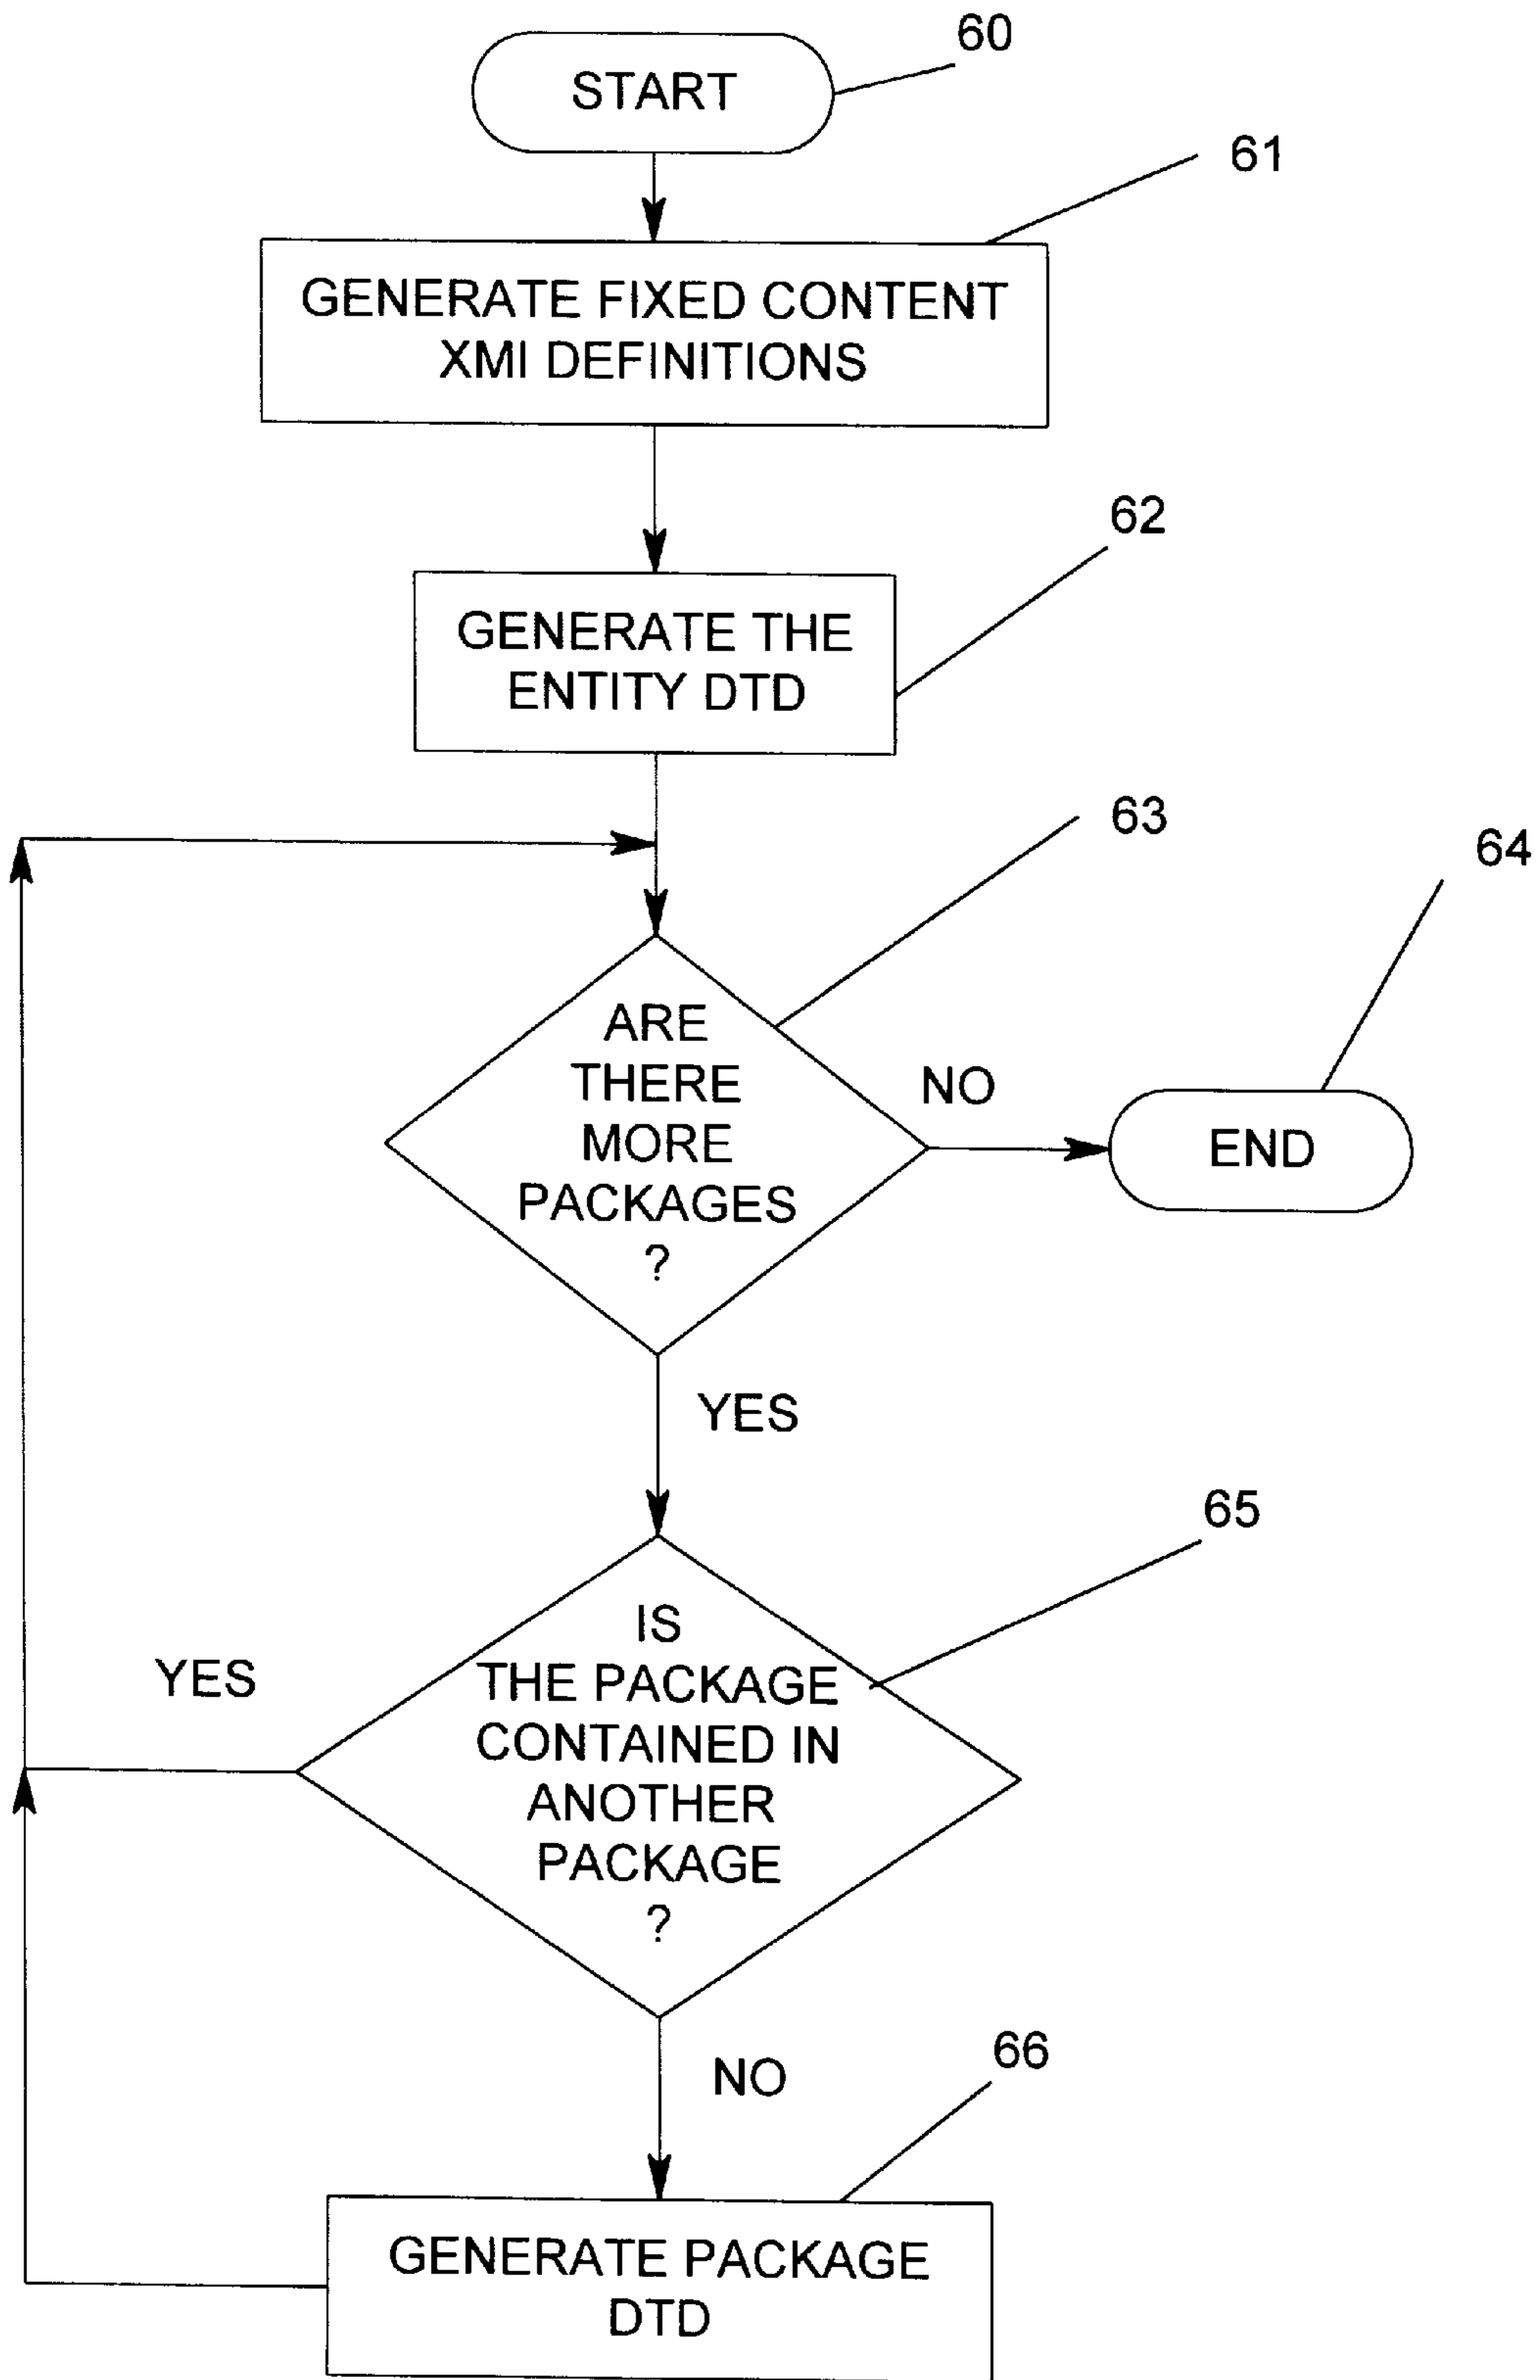 60
START
61
GENERATE FIXED CONTENT
XMI DEFINITIONS
62
GENERATE THE
ENTITY DTD
63
64
ARE
THERE
MORE
PACKAGES
?
NO
END
YES
65
IS
THE PACKAGE
CONTAINED IN
ANOTHER
PACKAGE
?
YES
NO
66
GENERATE PACKAGE
DTD